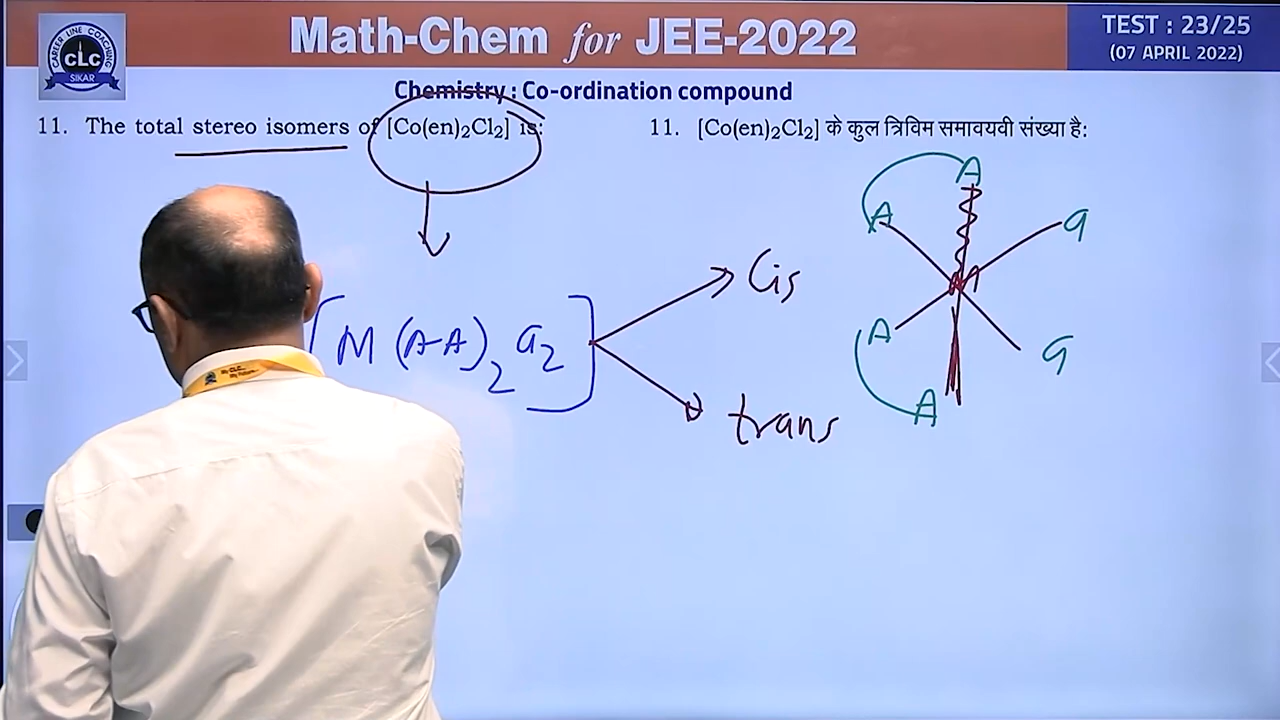 Math-Chem for JEE-2022
TEST : 23/25
(07 APRIL 2022)
CAREER LINE COACHING
CLC
SIKAR
Chemistry : Co-ordination compound
11. The total stereo isomers of [Co(en)₂Cl₂] is:
11. [Co(en)₂Cl₂] के कुल त्रिविम समावयवी संख्या है:
[M(A-A)₂a₂]
Cis
trans
A
A
a
M
A
a
A